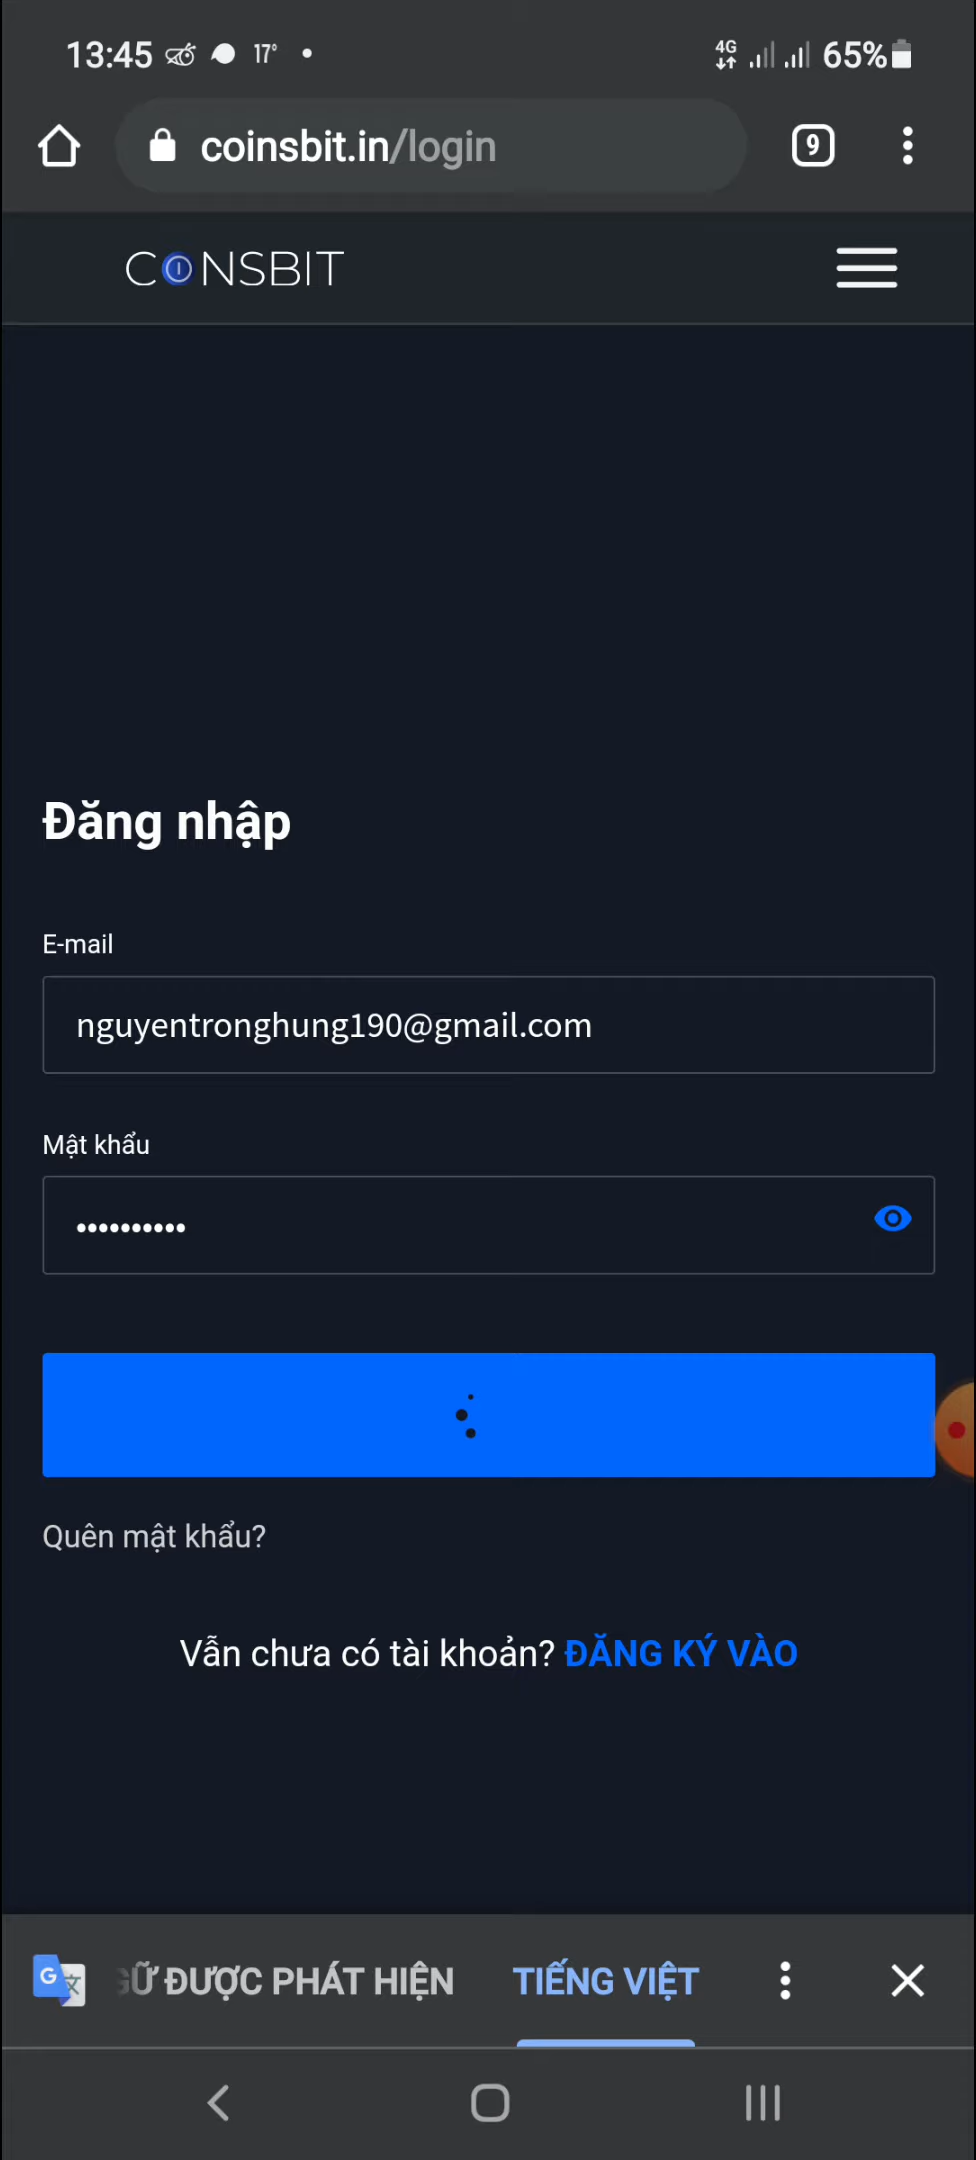 13:45 17° 4G 65%
coinsbit.in/login 9
COINSBIT
Đăng nhập
E-mail
nguyentronghung190@gmail.com
Mật khẩu
••••••••••
Quên mật khẩu?
Vẫn chưa có tài khoản? ĐĂNG KÝ VÀO
ĐƯỢC PHÁT HIỆN TIẾNG VIỆT